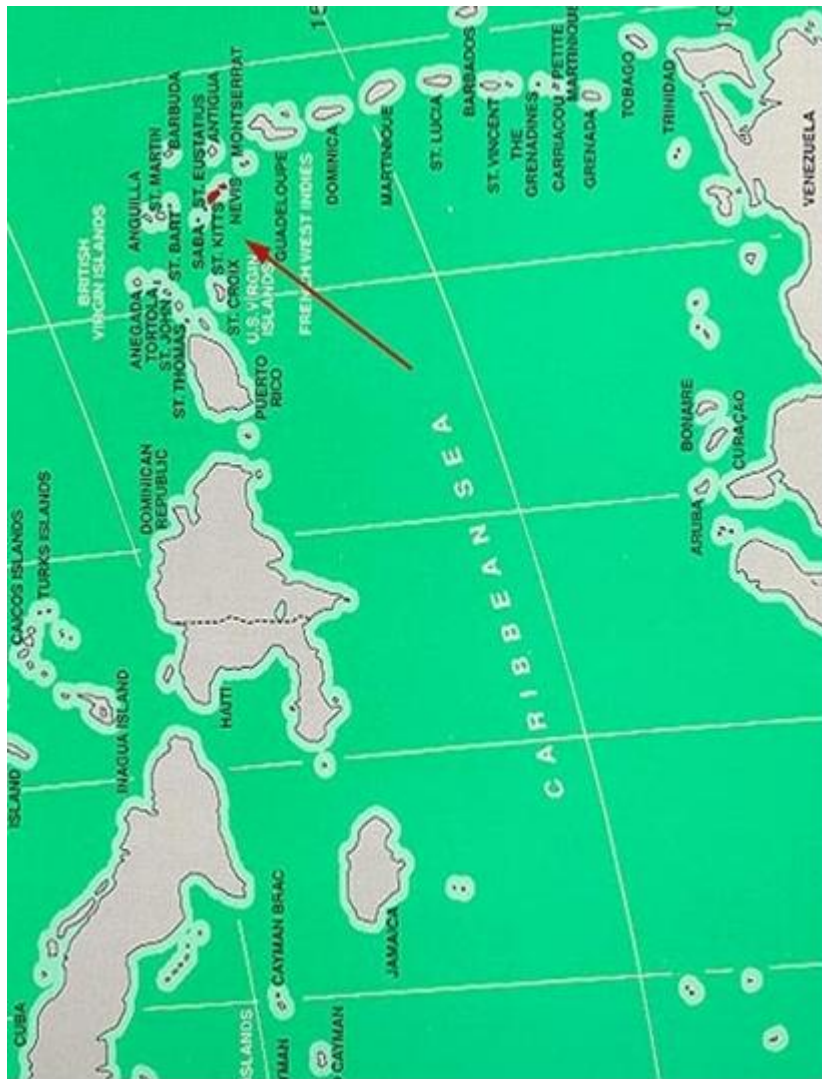 CUBA
ISLAND
INAGUA ISLAND
CAICOS ISLANDS
TURKS ISLANDS
HAITI
DOMINICAN
REPUBLIC
PUERTO
RICO
BRITISH
VIRGIN ISLANDS
ANEGADA
TORTOLA
ST. JOHN
ST. THOMAS
ST. CROIX
U.S. VIRGIN
ISLANDS
ANGUILLA
ST. MARTIN
ST. BART
SABA
ST. EUSTATIUS
ST. KITTS
NEVIS
BARBUDA
ANTIGUA
MONTSERRAT
GUADELOUPE
FRENCH WEST INDIES
DOMINICA
MARTINIQUE
ST. LUCIA
BARBADOS
ST. VINCENT
THE
GRENADINES
CARRIACOU
PETITE
MARTINIQUE
GRENADA
TOBAGO
TRINIDAD
VENEZUELA
CARIBBEAN SEA
JAMAICA
CAYMAN BRAC
CAYMAN
ARUBA
CURAÇAO
BONAIRE
10